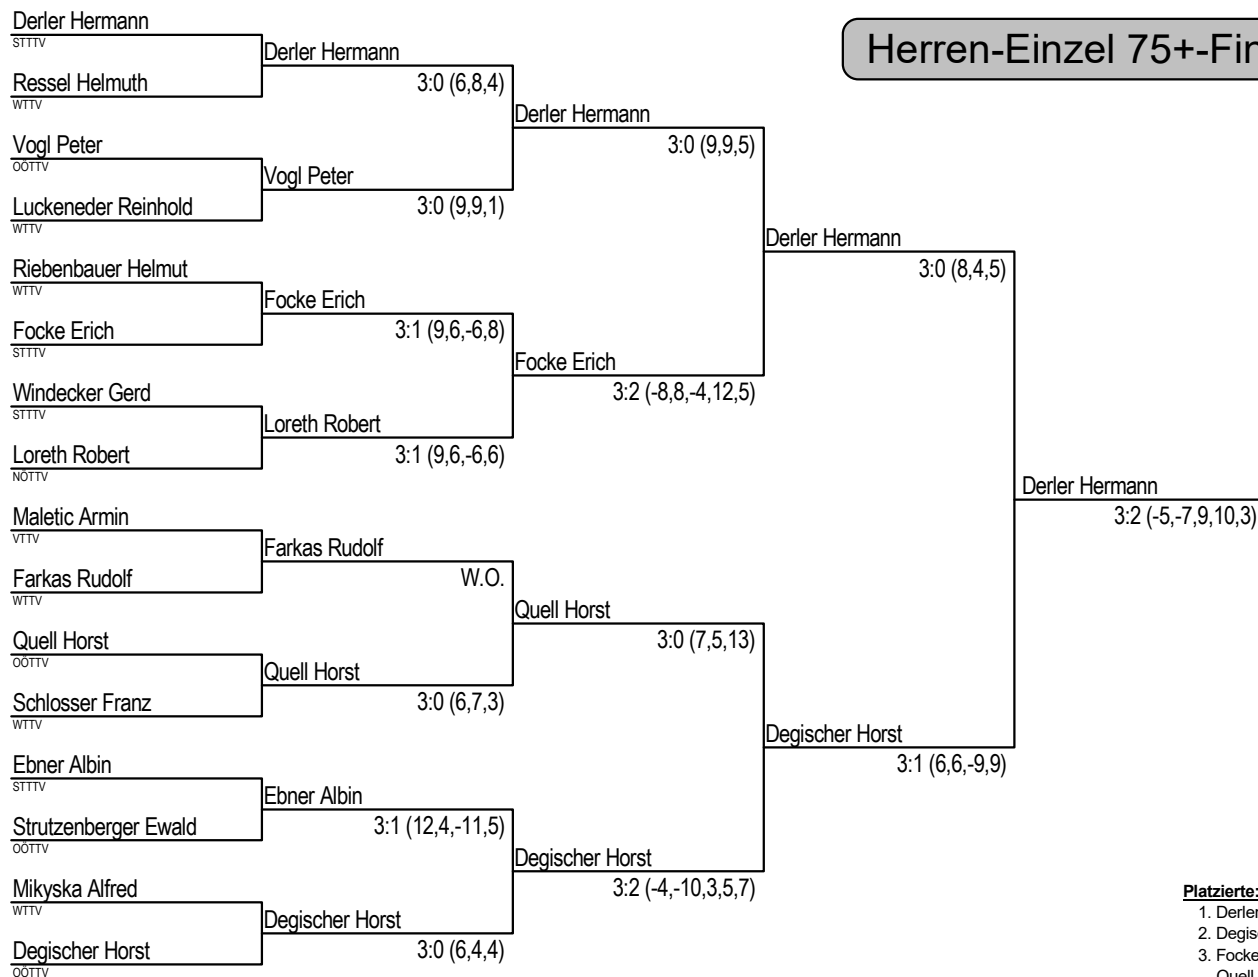 Herren-Einzel 75+-Fin
Derler Hermann
STTTV
Ressel Helmuth
WTTV
Vogl Peter
OÖTTV
Luckeneder Reinhold
WTTV
Riebenbauer Helmut
WTTV
Focke Erich
STTTV
Windecker Gerd
STTTV
Loreth Robert
NÖTTV
Maletic Armin
VTTV
Farkas Rudolf
WTTV
Quell Horst
OÖTTV
Schlosser Franz
WTTV
Ebner Albin
STTTV
Strutzenberger Ewald
OÖTTV
Mikyska Alfred
WTTV
Degischer Horst
OÖTTV
Derler Hermann
3:0 (6,8,4)
Vogl Peter
3:0 (9,9,1)
Focke Erich
3:1 (9,6,-6,8)
Loreth Robert
3:1 (9,6,-6,6)
Farkas Rudolf
W.O.
Quell Horst
3:0 (6,7,3)
Ebner Albin
3:1 (12,4,-11,5)
Degischer Horst
3:0 (6,4,4)
Derler Hermann
3:0 (9,9,5)
Focke Erich
3:2 (-8,8,-4,12,5)
Quell Horst
3:0 (7,5,13)
Degischer Horst
3:2 (-4,-10,3,5,7)
Derler Hermann
3:0 (8,4,5)
Degischer Horst
3:1 (6,6,-9,9)
Derler Hermann
3:2 (-5,-7,9,10,3)
Platzierte:
1. Derler
2. Degis
3. Focke
Quell